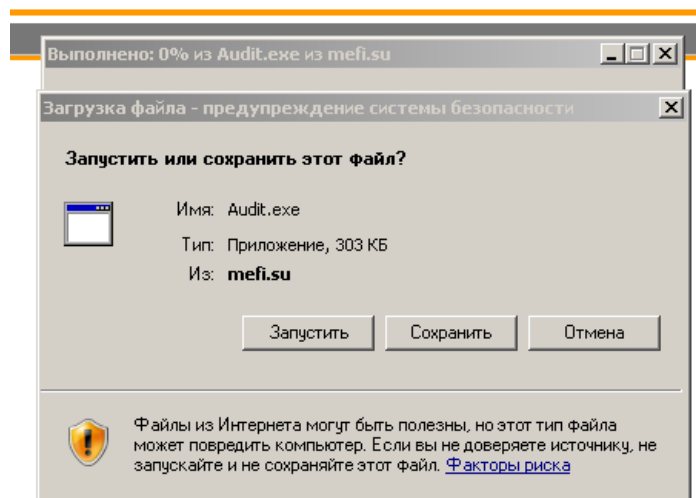 Выполнено: 0% из Audit.exe из mefi.su
Загрузка файла - предупреждение системы безопасности
Запустить или сохранить этот файл?
Имя: Audit.exe
Тип: Приложение, 303 КБ
Из: mefi.su
Запустить Сохранить Отмена
Файлы из Интернета могут быть полезны, но этот тип файла
может повредить компьютер. Если вы не доверяете источнику, не
запускайте и не сохраняйте этот файл. Факторы риска